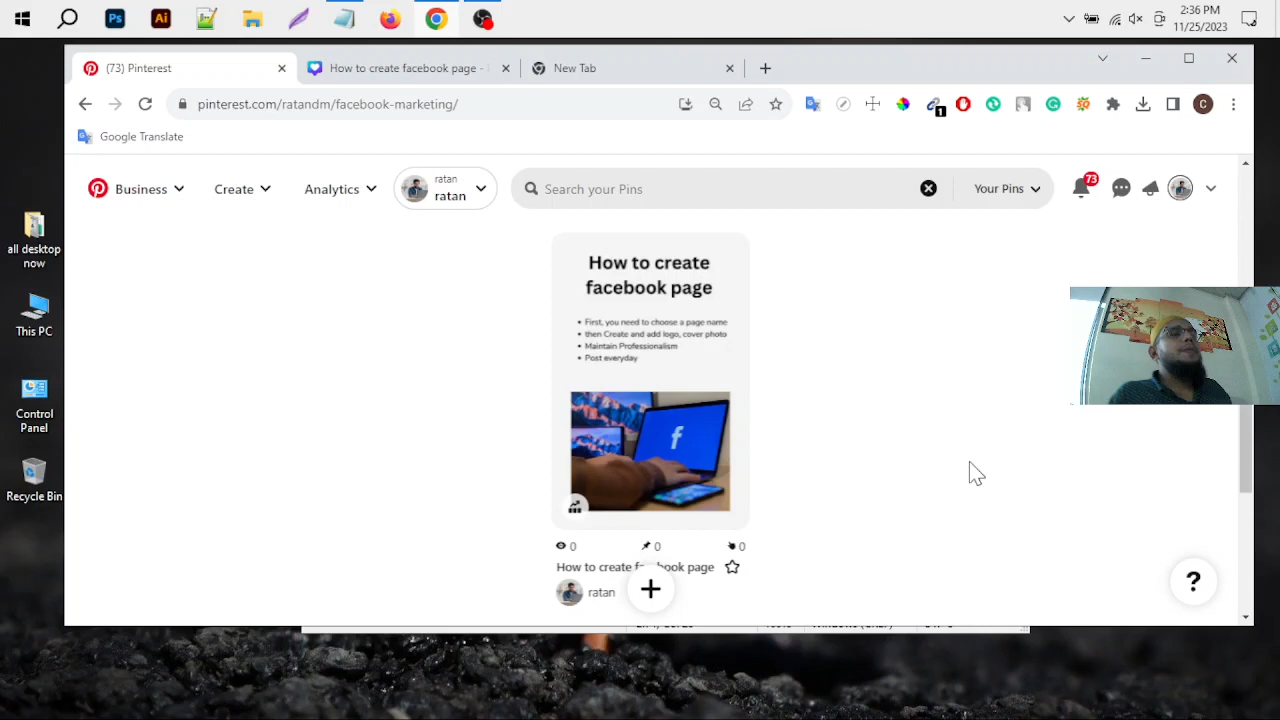 2:36 PM
11/25/2023
(73) Pinterest
How to create facebook page -
New Tab
pinterest.com/ratandm/facebook-marketing/
1
C
Google Translate
Business
Create
Analytics
ratan
ratan
Search your Pins
Your Pins
73
all desktop now
This PC
Control Panel
Recycle Bin
How to create
facebook page
• First, you need to choose a page name
• then Create and add logo, cover photo
• Maintain Professionalism
• Post everyday
f
0
0
0
How to create facebook page
ratan
+
?